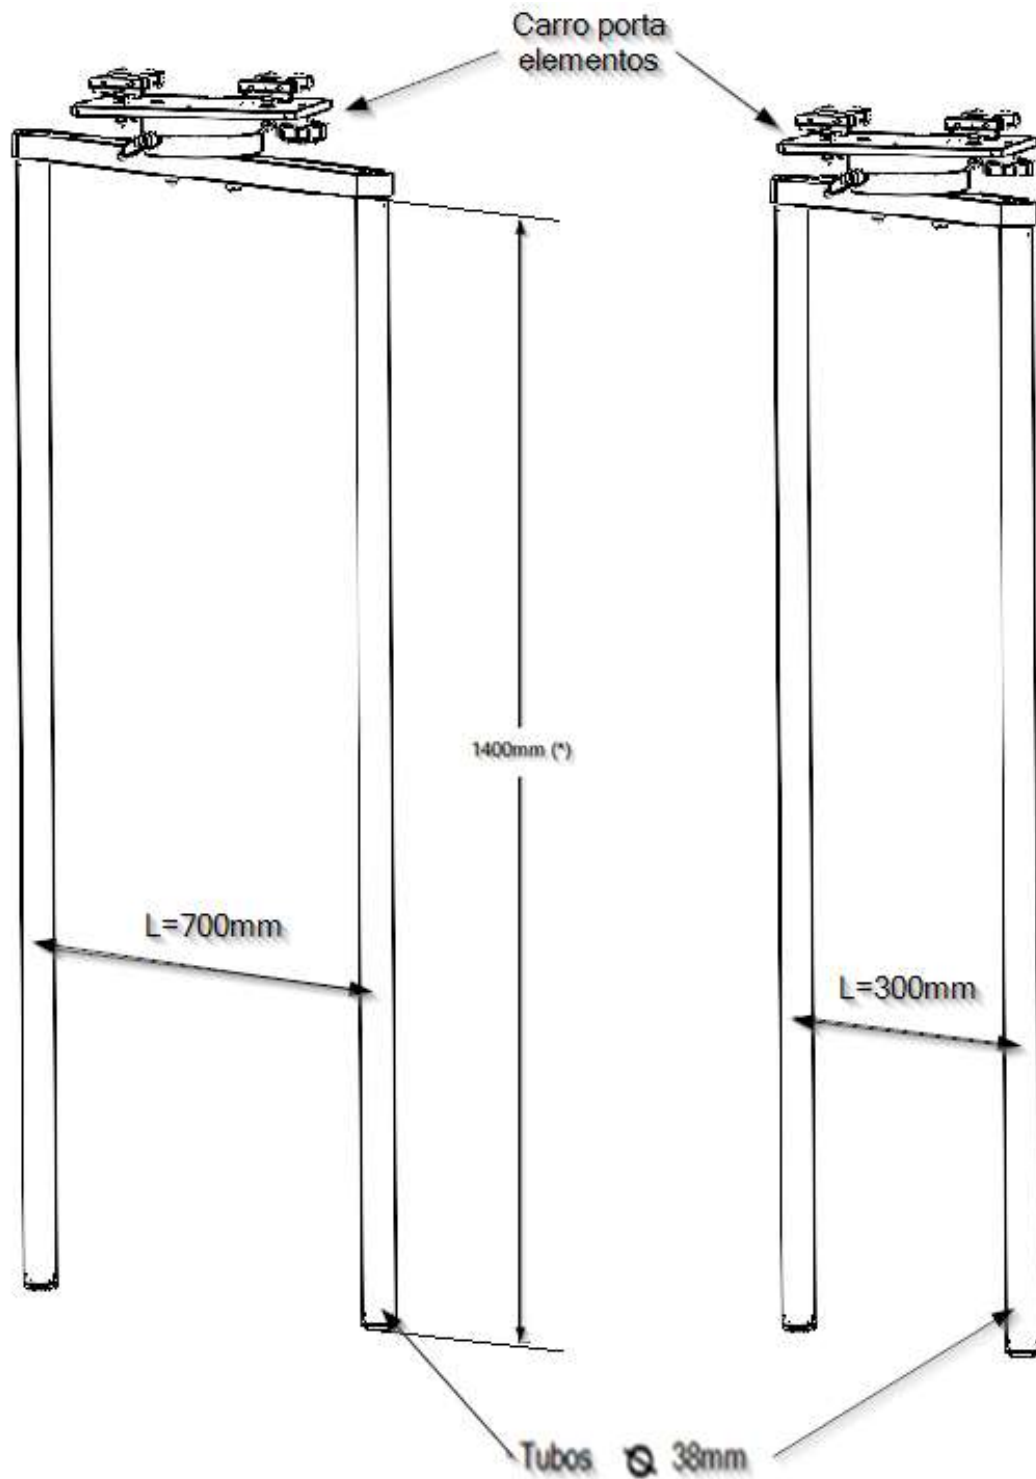 Carro porta
elementos
1400mm (*)
L=700mm
L=300mm
Tubos Ø 38mm